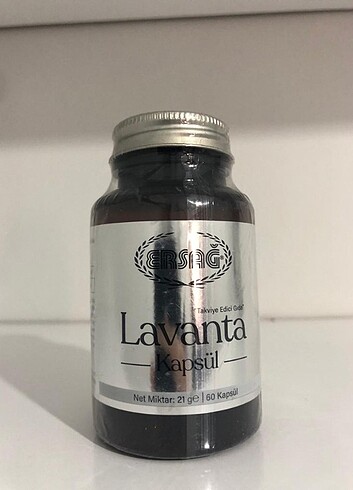 ERSAĞ®
Takviye Edici Gıda
Lavanta
Kapsül
Net Miktar: 21 g℮ | 60 Kapsül